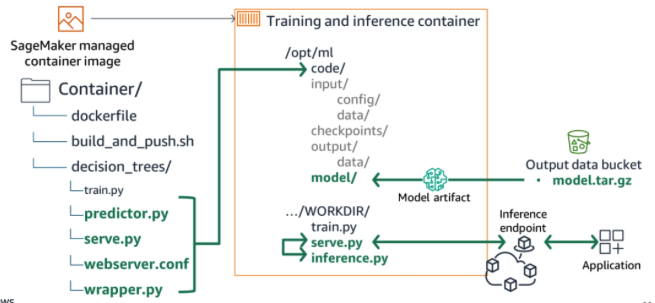 SageMaker managed
container image
Training and inference container
Container/
dockerfile
build_and_push.sh
decision_trees/
train.py
predictor.py
serve.py
webserver.conf
wrapper.py
/opt/ml
code/
input/
config/
data/
checkpoints/
output/
data/
model/
Model artifact
Output data bucket
model.tar.gz
.../WORKDIR/
train.py
serve.py
inference.py
Inference
endpoint
Application